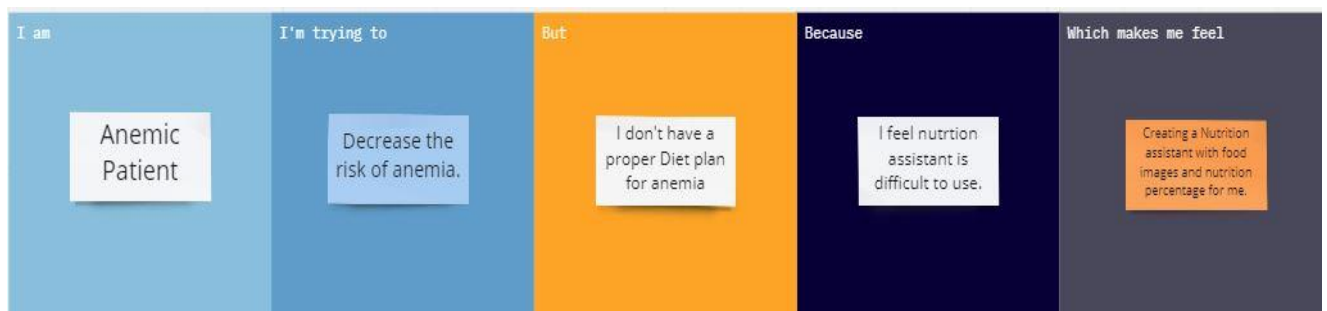 I am
Anemic
Patient
I'm trying to
Decrease the
risk of anemia.
But
I don't have a
proper Diet plan
for anemia
Because
I feel nutrtion
assistant is
difficult to use.
Which makes me feel
Creating a Nutrition
assistant with food
images and nutrition
percentage for me.